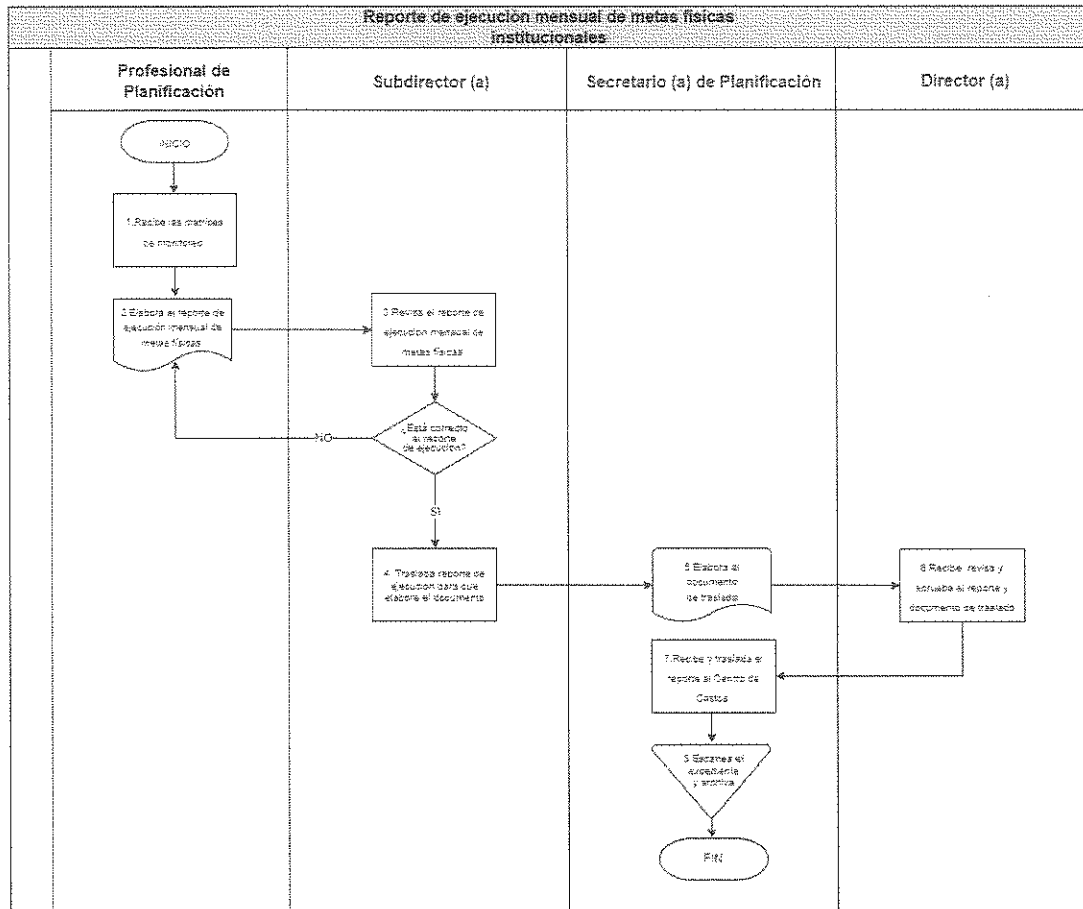 Reporte de ejecución mensual de metas físicas
institucionales
Profesional de
Planificación
Subdirector (a)
Secretario (a) de Planificación
Director (a)
INICIO
1.Recibe las matrices
de monitoreo
2.Elabora el reporte de
ejecución mensual de
metas físicas
3.Revisa el reporte de
ejecución mensual de
metas físicas
¿Está correcto
el reporte
de ejecución?
NO
SI
4. Traslada reporte de
ejecución para que
elabore el documento
5.Elabora el
documento
de traslado
6.Recibe, revisa y
aprueba el reporte y
documento de traslado
7.Recibe y traslada el
reporte al Centro de
Costos
Escanea el
expediente
y archiva
FIN